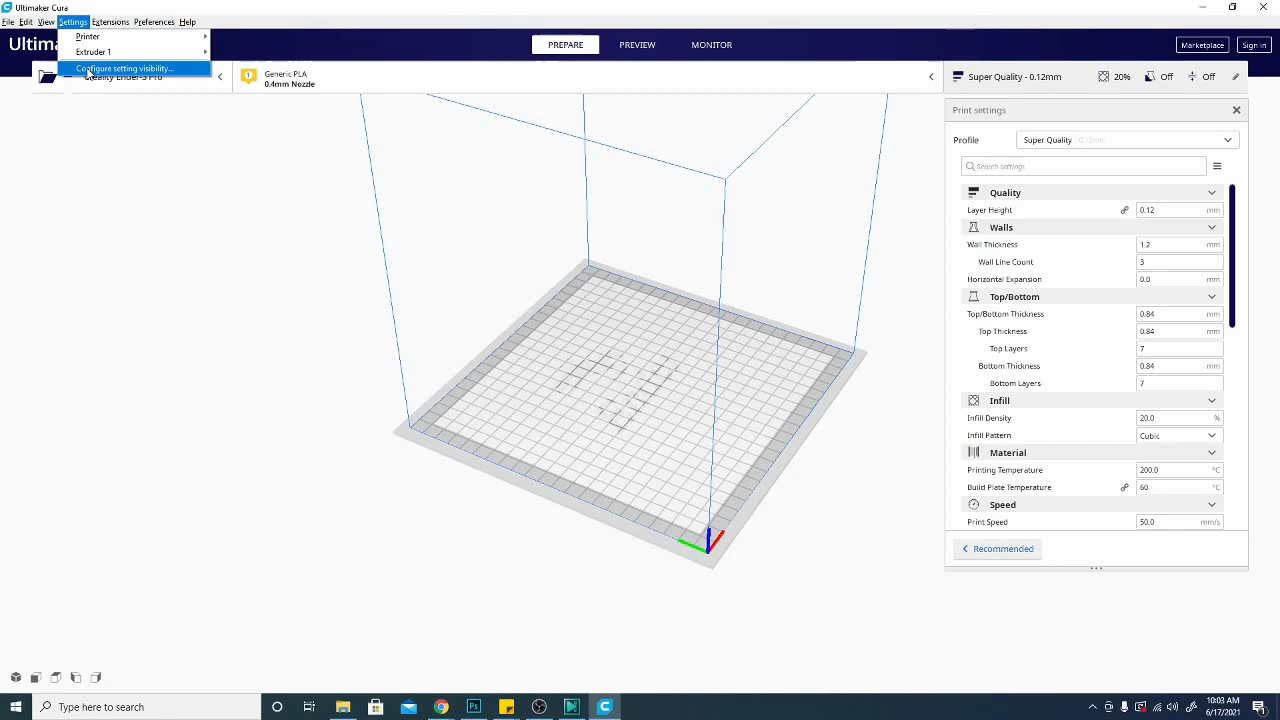 Ultimaker Cura
File Edit View Settings Extensions Preferences Help
Printer
Extruder 1
Configure setting visibility...
PREPARE PREVIEW MONITOR
Marketplace Sign in
Generic PLA
0.4mm Nozzle
1
Super Quality - 0.12mm 20% Off Off
Print settings
Profile Super Quality 0.12mm
Search settings
Quality
Layer Height 0.12 mm
Walls
Wall Thickness 1.2 mm
Wall Line Count 3
Horizontal Expansion 0.0 mm
Top/Bottom
Top/Bottom Thickness 0.84 mm
Top Thickness 0.84 mm
Top Layers 7
Bottom Thickness 0.84 mm
Bottom Layers 7
Infill
Infill Density 20.0 %
Infill Pattern Cubic
Material
Printing Temperature 200.0 °C
Build Plate Temperature 60 °C
Speed
Print Speed 50.0 mm/s
Recommended
Type here to search
Ps
10:03 AM
6/17/2021